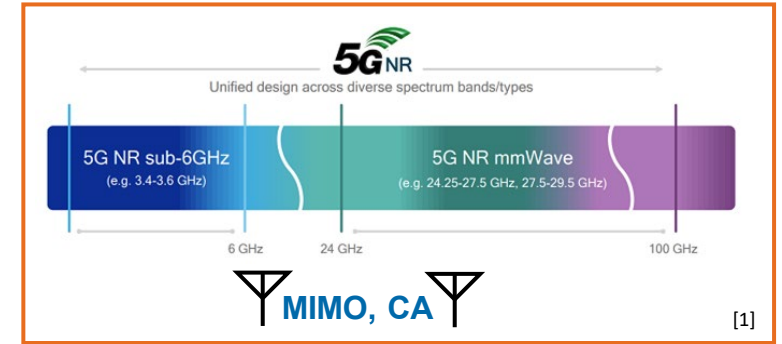 5G NR
Unified design across diverse spectrum bands/types
5G NR sub-6GHz
(e.g. 3.4-3.6 GHz)
5G NR mmWave
(e.g. 24.25-27.5 GHz, 27.5-29.5 GHz)
6 GHz
24 GHz
100 GHz
MIMO, CA
[1]